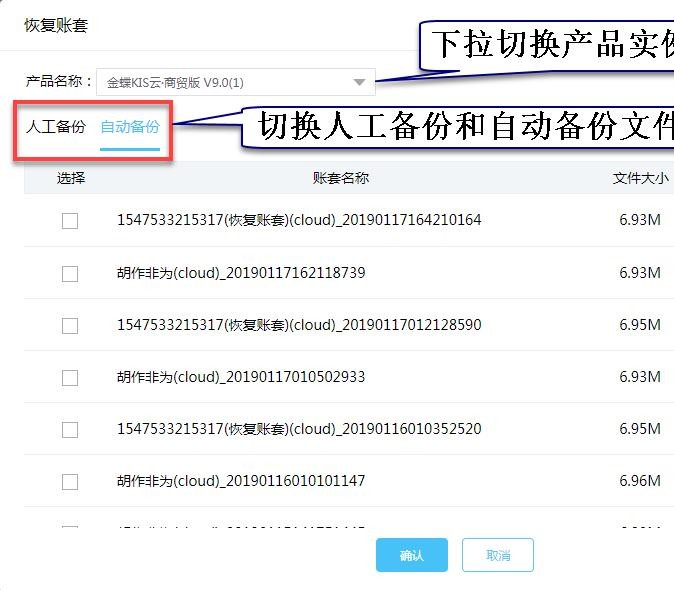 恢复账套
下拉切换产品实例
产品名称：
金蝶KIS云·商贸版 V9.0(1)
人工备份 自动备份
切换人工备份和自动备份文件
选择 账套名称 文件大小
1547533215317(恢复账套)(cloud)_20190117164210164 6.93M
胡作非为(cloud)_20190117162118739 6.93M
1547533215317(恢复账套)(cloud)_20190117012128590 6.95M
胡作非为(cloud)_20190117010502933 6.93M
1547533215317(恢复账套)(cloud)_20190116010352520 6.95M
胡作非为(cloud)_20190116010101147 6.96M
确认 取消